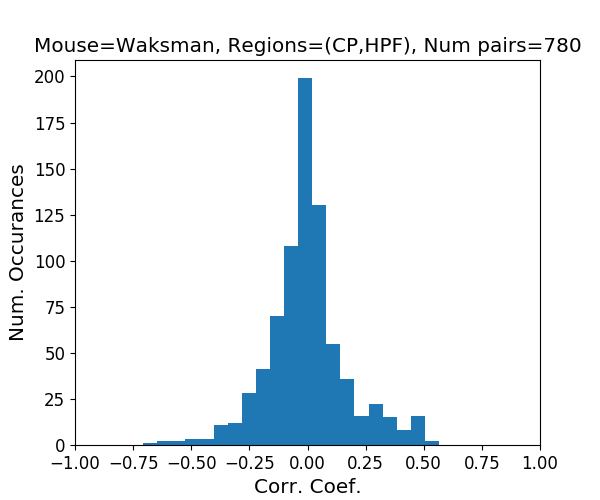 Mouse=Waksman, Regions=(CP,HPF), Num pairs=780
200
175
150
125
100
75
50
25
0
Num. Occurances
−1.00 −0.75 −0.50 −0.25 0.00 0.25 0.50 0.75 1.00
Corr. Coef.